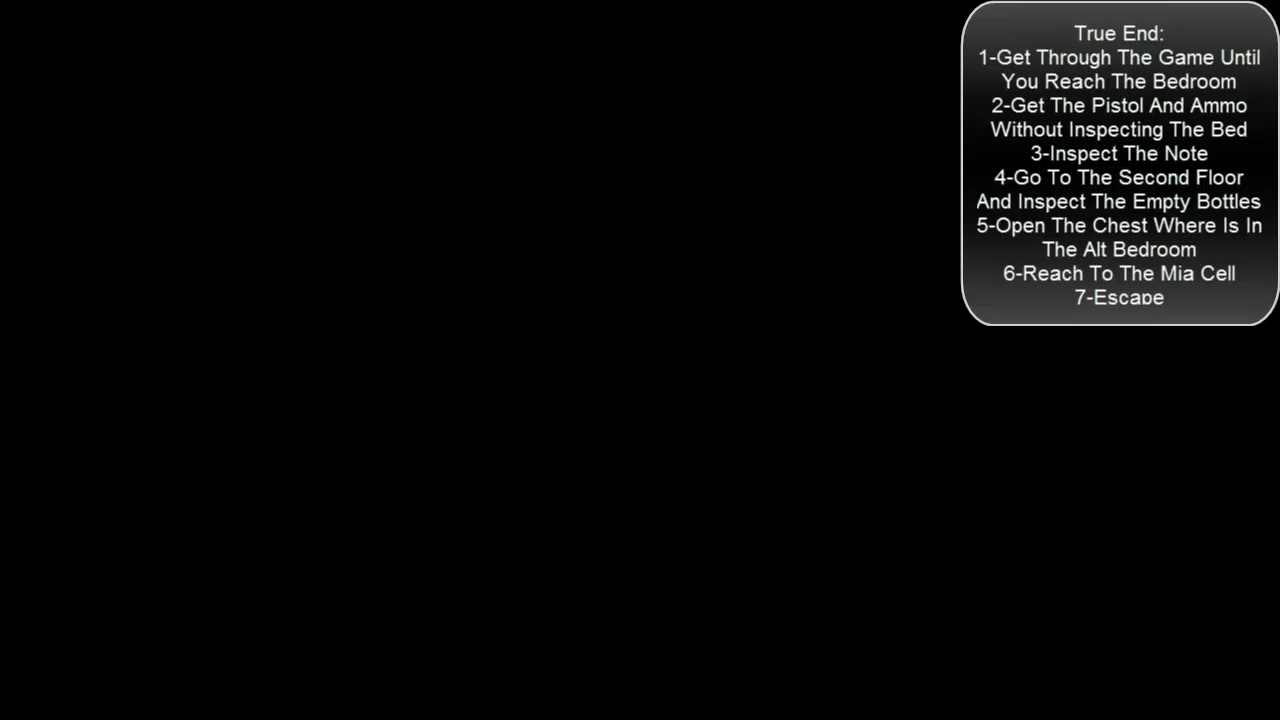 True End:
1-Get Through The Game Until
You Reach The Bedroom
2-Get The Pistol And Ammo
Without Inspecting The Bed
3-Inspect The Note
4-Go To The Second Floor
And Inspect The Empty Bottles
5-Open The Chest Where Is In
The Alt Bedroom
6-Reach To The Mia Cell
7-Escape